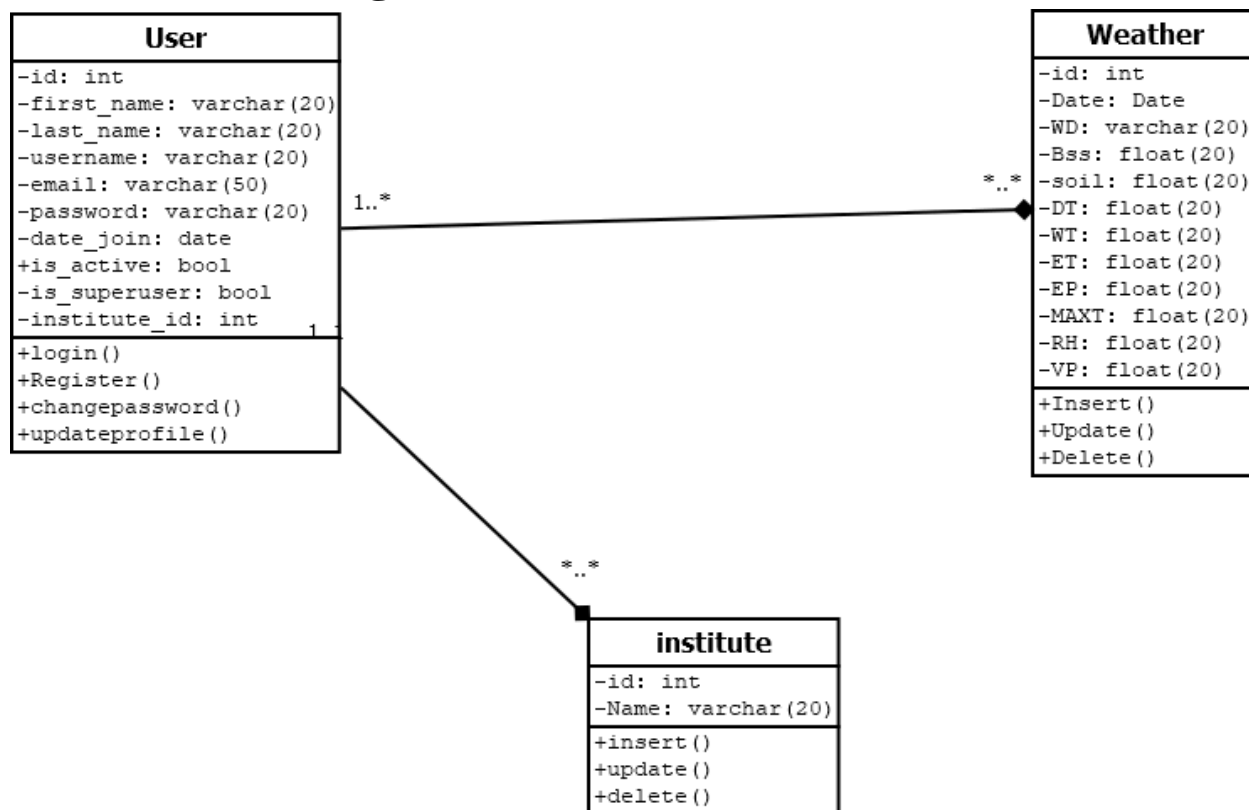 User
-id: int
-first_name: varchar(20)
-last_name: varchar(20)
-username: varchar(20)
-email: varchar(50)
-password: varchar(20)
-date_join: date
+is_active: bool
-is_superuser: bool
-institute_id: int
+login()
+Register()
+changepassword()
+updateprofile()
1..*
*..*
Weather
-id: int
-Date: Date
-WD: varchar(20)
-Bss: float(20)
-soil: float(20)
-DT: float(20)
-WT: float(20)
-ET: float(20)
-EP: float(20)
-MAXT: float(20)
-RH: float(20)
-VP: float(20)
+Insert()
+Update()
+Delete()
*..*
institute
-id: int
-Name: varchar(20)
+insert()
+update()
+delete()